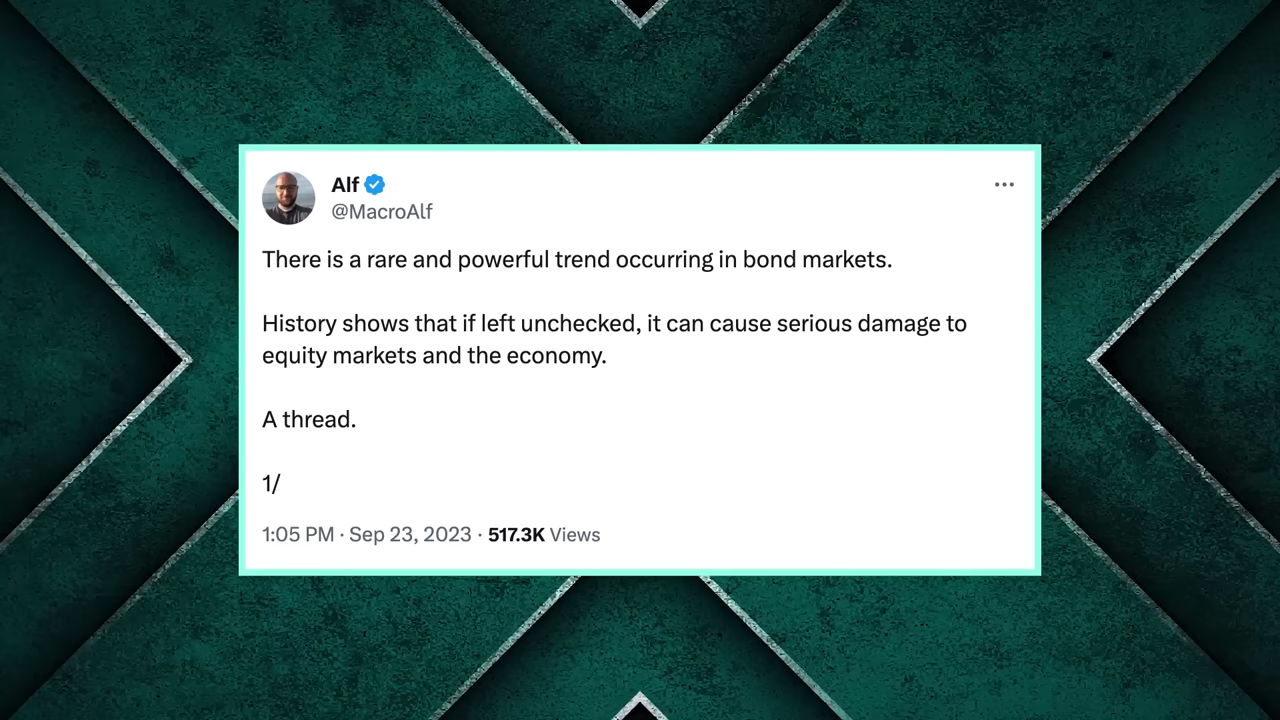 Alf
@MacroAlf
There is a rare and powerful trend occurring in bond markets.
History shows that if left unchecked, it can cause serious damage to
equity markets and the economy.
A thread.
1/
1:05 PM · Sep 23, 2023 · 517.3K Views